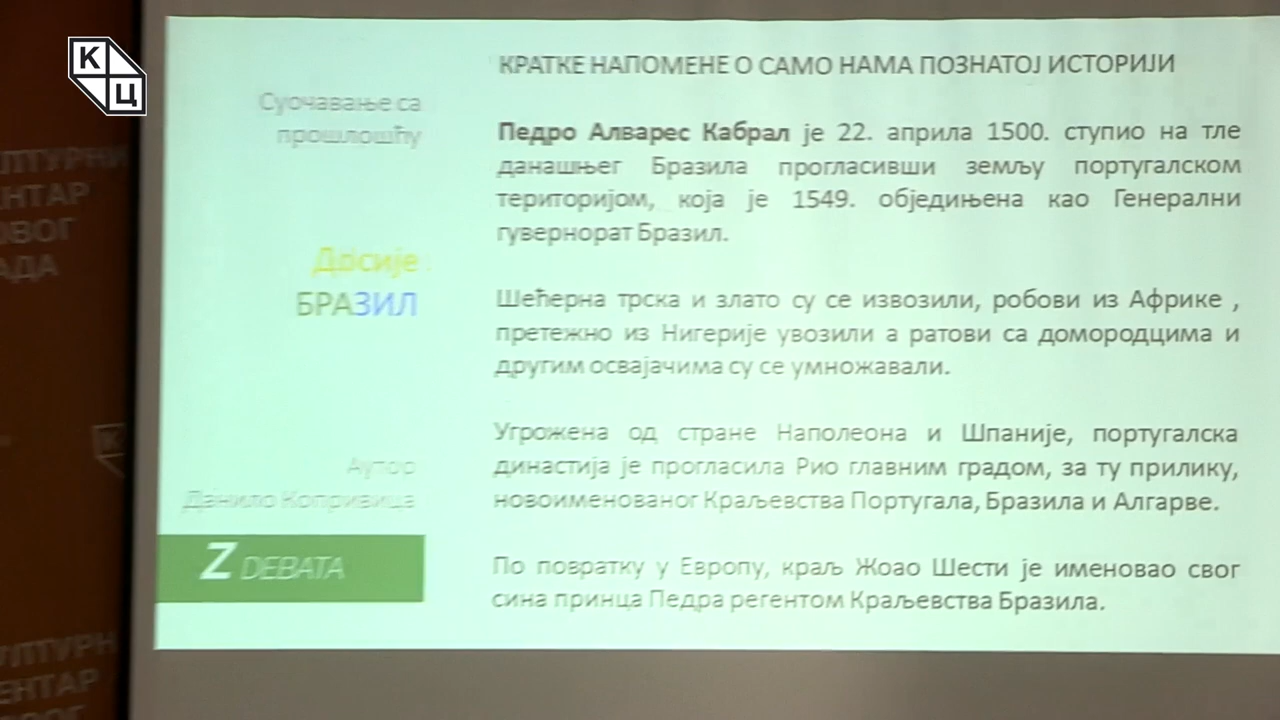 К
Ц
КРАТКЕ НАПОМЕНЕ О САМО НАМА ПОЗНАТОЈ ИСТОРИЈИ
Суочавање са
прошлошћу
Досије
БРАЗИЛ
Аутор
Данило Копривица
Z DEBATA
Педро Алварес Кабрал је 22. априла 1500. ступио на тле
данашњег Бразила прогласивши земљу португалском
територијом, која је 1549. обједињена као Генерални
гувернорат Бразил.
Шећерна трска и злато су се извозили, робови из Африке ,
претежно из Нигерије увозили а ратови са домородцима и
другим освајачима су се умножавали.
Угрожена од стране Наполеона и Шпаније, португалска
династија је прогласила Рио главним градом, за ту прилику,
новоименованог Краљевства Португала, Бразила и Алгарве.
По повратку у Европу, краљ Жоао Шести је именовао свог
сина принца Педра регентом Краљевства Бразила.